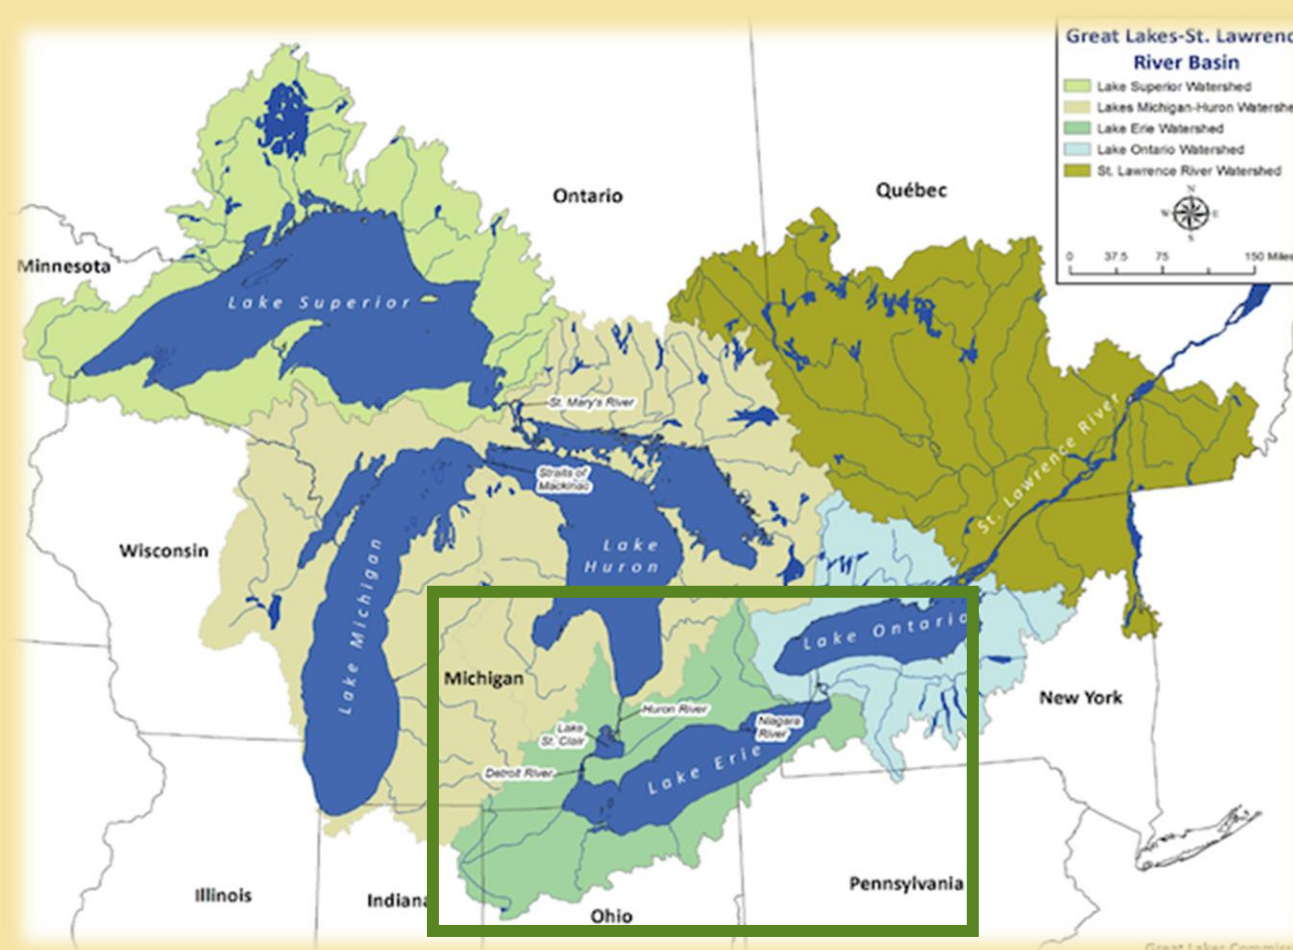 Great Lakes-St. Lawrenc
River Basin
Lake Superior Watershed
Lakes Michigan-Huron Watershe
Lake Erie Watershed
Lake Ontario Watershed
St. Lawrence River Watershed
N
W E
S
0 37.5 75 150 Miles
Ontario
Québec
Minnesota
Lake Superior
St. Mary's River
Straits of
Mackinac
St. Lawrence River
Wisconsin
Lake
Huron
Lake Michigan
Lake Ontario
Michigan
New York
Huron River
Lake
St. Clair
Niagara
River
Detroit River
Lake Erie
Illinois
Indiana
Ohio
Pennsylvania
Great Lakes Commiss